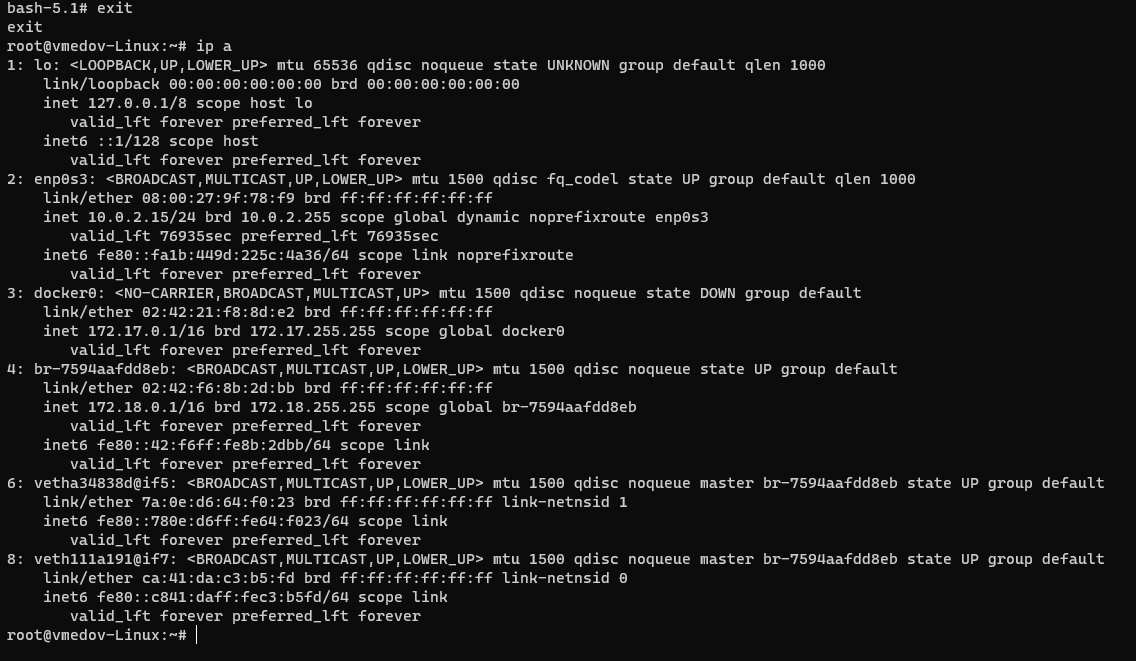 bash-5.1# exit
exit
root@vmedov-Linux:~# ip a
1: lo: <LOOPBACK,UP,LOWER_UP> mtu 65536 qdisc noqueue state UNKNOWN group default qlen 1000
    link/loopback 00:00:00:00:00:00 brd 00:00:00:00:00:00
    inet 127.0.0.1/8 scope host lo
       valid_lft forever preferred_lft forever
    inet6 ::1/128 scope host
       valid_lft forever preferred_lft forever
2: enp0s3: <BROADCAST,MULTICAST,UP,LOWER_UP> mtu 1500 qdisc fq_codel state UP group default qlen 1000
    link/ether 08:00:27:9f:78:f9 brd ff:ff:ff:ff:ff:ff
    inet 10.0.2.15/24 brd 10.0.2.255 scope global dynamic noprefixroute enp0s3
       valid_lft 76935sec preferred_lft 76935sec
    inet6 fe80::fa1b:449d:225c:4a36/64 scope link noprefixroute
       valid_lft forever preferred_lft forever
3: docker0: <NO-CARRIER,BROADCAST,MULTICAST,UP> mtu 1500 qdisc noqueue state DOWN group default
    link/ether 02:42:21:f8:8d:e2 brd ff:ff:ff:ff:ff:ff
    inet 172.17.0.1/16 brd 172.17.255.255 scope global docker0
       valid_lft forever preferred_lft forever
4: br-7594aafdd8eb: <BROADCAST,MULTICAST,UP,LOWER_UP> mtu 1500 qdisc noqueue state UP group default
    link/ether 02:42:f6:8b:2d:bb brd ff:ff:ff:ff:ff:ff
    inet 172.18.0.1/16 brd 172.18.255.255 scope global br-7594aafdd8eb
       valid_lft forever preferred_lft forever
    inet6 fe80::42:f6ff:fe8b:2dbb/64 scope link
       valid_lft forever preferred_lft forever
6: vetha34838d@if5: <BROADCAST,MULTICAST,UP,LOWER_UP> mtu 1500 qdisc noqueue master br-7594aafdd8eb state UP group default
    link/ether 7a:0e:d6:64:f0:23 brd ff:ff:ff:ff:ff:ff link-netnsid 1
    inet6 fe80::780e:d6ff:fe64:f023/64 scope link
       valid_lft forever preferred_lft forever
8: veth111a191@if7: <BROADCAST,MULTICAST,UP,LOWER_UP> mtu 1500 qdisc noqueue master br-7594aafdd8eb state UP group default
    link/ether ca:41:da:c3:b5:fd brd ff:ff:ff:ff:ff:ff link-netnsid 0
    inet6 fe80::c841:daff:fec3:b5fd/64 scope link
       valid_lft forever preferred_lft forever
root@vmedov-Linux:~#